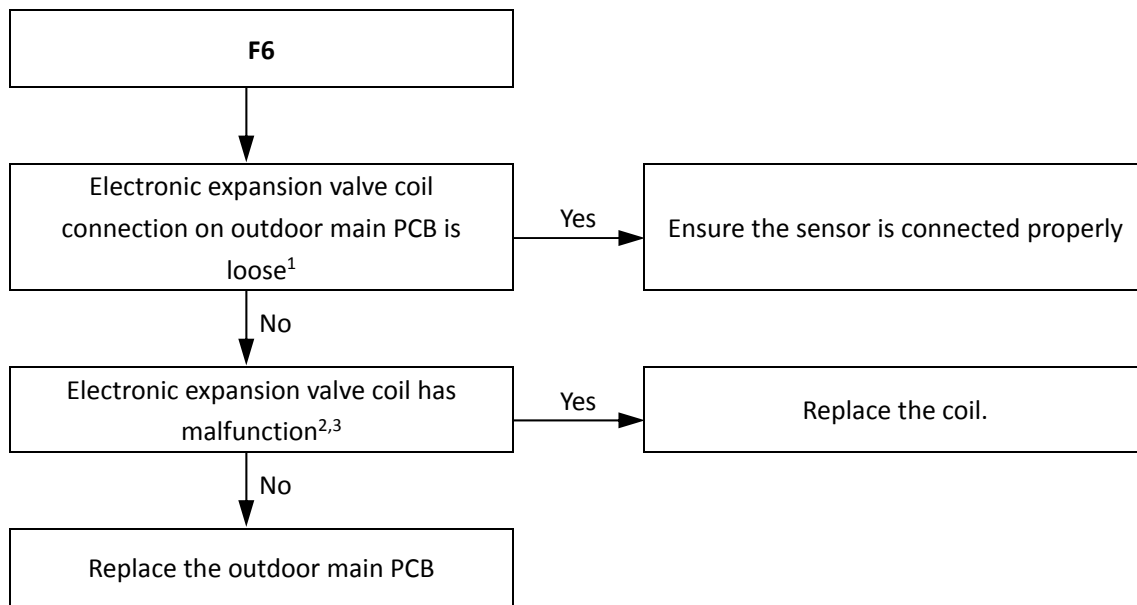 F6
Electronic expansion valve coil
connection on outdoor main PCB is
loose1
Yes
Ensure the sensor is connected properly
No
Electronic expansion valve coil has
malfunction2,3
Yes
Replace the coil.
No
Replace the outdoor main PCB